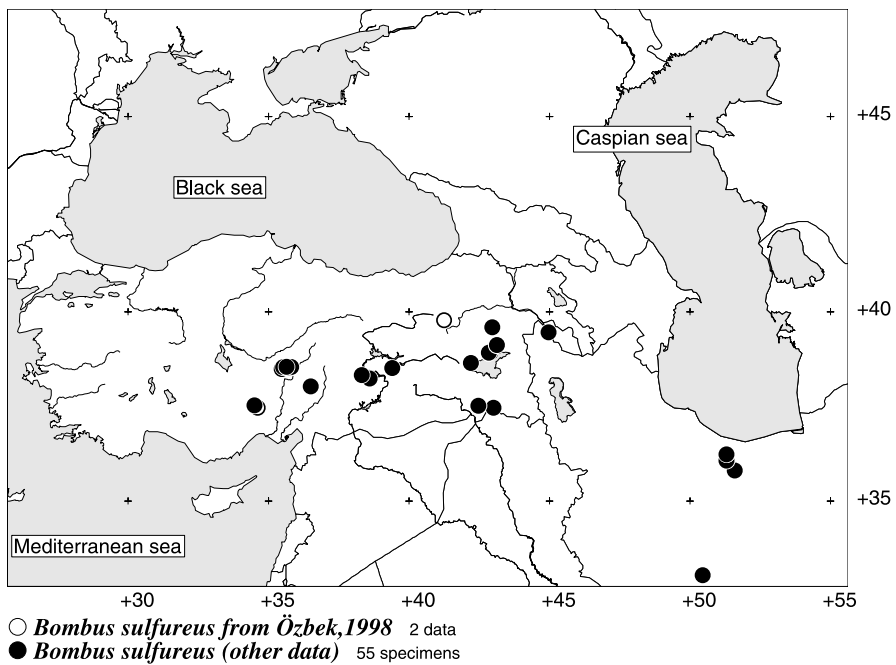 +45
Caspian sea
Black sea
+40
+35
Mediterranean sea
+30 +35 +40 +45 +50 +55
Bombus sulfureus from Özbek,1998 2 data
Bombus sulfureus (other data) 55 specimens